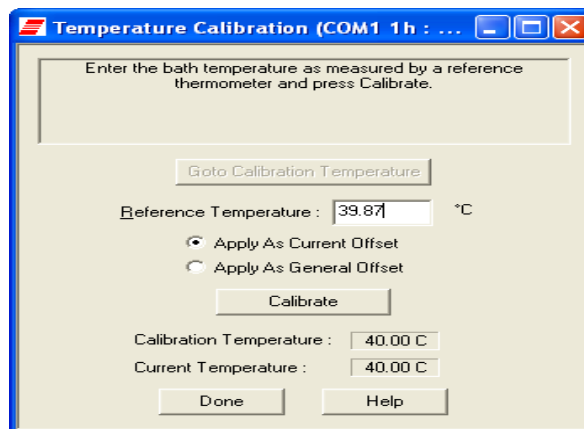 Temperature Calibration (COM1 1h : ...
Enter the bath temperature as measured by a reference
thermometer and press Calibrate.
Goto Calibration Temperature
Reference Temperature : 39.87 °C
Apply As Current Offset
Apply As General Offset
Calibrate
Calibration Temperature : 40.00 C
Current Temperature : 40.00 C
Done Help